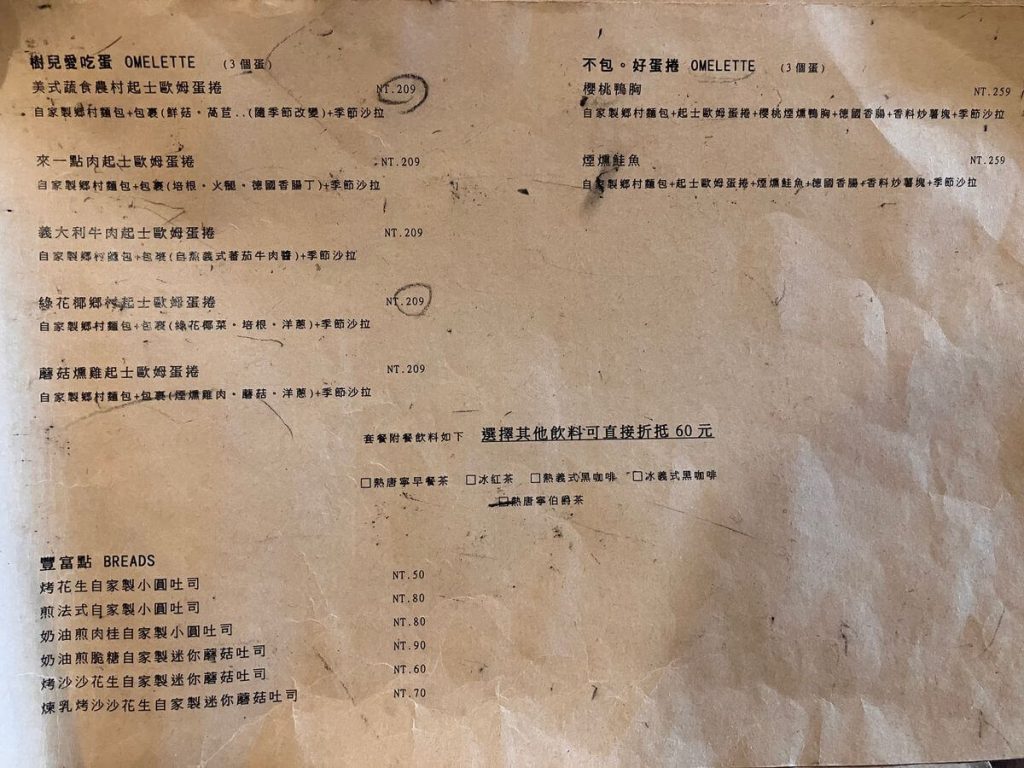 樹兒愛吃蛋 OMELETTE (3個蛋)
美式蔬食農村起士歐姆蛋捲 NT.209
自家製鄉村麵包+包裹(鮮菇。萵苣..(隨季節改變)+季節沙拉
來一點肉起士歐姆蛋捲 NT.209
自家製鄉村麵包+包裹(培根。火腿。德國香腸丁)+季節沙拉
義大利牛肉起士歐姆蛋捲 NT.209
自家製鄉村麵包+包裹(自熬義式蕃茄牛肉醬)+季節沙拉
綠花椰鄉村起士歐姆蛋捲 NT.209
自家製鄉村麵包+包裹(綠花椰菜。培根。洋蔥)+季節沙拉
蘑菇燻雞起士歐姆蛋捲 NT.209
自家製鄉村麵包+包裹(煙燻雞肉。蘑菇。洋蔥)+季節沙拉
不包。好蛋捲 OMELETTE (3個蛋)
櫻桃鴨胸 NT.259
自家製鄉村麵包+起士歐姆蛋捲+櫻桃煙燻鴨胸+德國香腸+香料炒薯塊+季節沙拉
煙燻鮭魚 NT.259
自家製鄉村麵包+起士歐姆蛋捲+煙燻鮭魚+德國香腸+香料炒薯塊+季節沙拉
套餐附餐飲料如下 選擇其他飲料可直接折抵 60 元
□熱唐寧早餐茶 □冰紅茶 □熱義式黑咖啡 □冰義式黑咖啡
□熱唐寧伯爵茶
豐富點 BREADS
烤花生自家製小圓吐司 NT.50
煎法式自家製小圓吐司 NT.80
奶油煎肉桂自家製小圓吐司 NT.80
奶油煎脆糖自家製迷你蘑菇吐司 NT.90
烤沙沙花生自家製迷你蘑菇吐司 NT.60
煉乳烤沙沙花生自家製迷你蘑菇吐司 NT.70